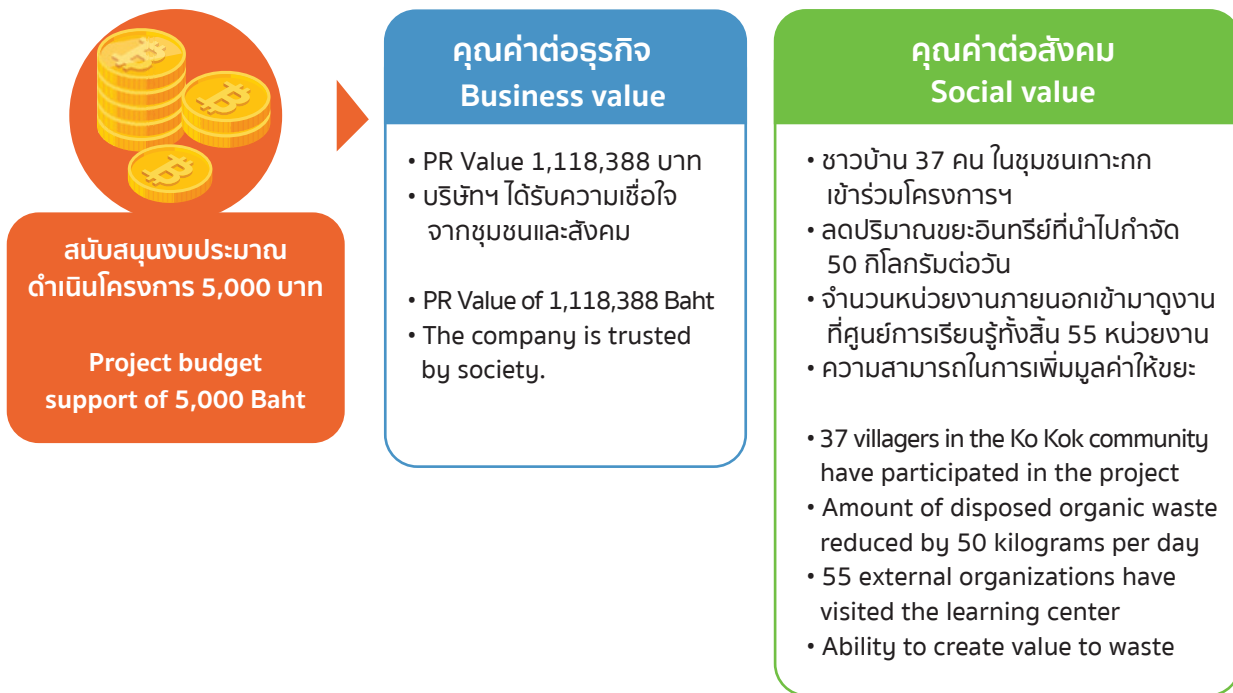 สนับสนุนงบประมาณ
ดำเนินโครงการ 5,000 บาท
Project budget
support of 5,000 Baht
คุณค่าต่อธุรกิจ
Business value
• PR Value 1,118,388 บาท
• บริษัทฯ ได้รับความเชื่อใจ
จากชุมชนและสังคม
• PR Value of 1,118,388 Baht
• The company is trusted
by society.
คุณค่าต่อสังคม
Social value
• ชาวบ้าน 37 คน ในชุมชนเกาะกก
เข้าร่วมโครงการฯ
• ลดปริมาณขยะอินทรีย์ที่นำไปกำจัด
50 กิโลกรัมต่อวัน
• จำนวนหน่วยงานภายนอกเข้ามาดูงาน
ที่ศูนย์การเรียนรู้ทั้งสิ้น 55 หน่วยงาน
• ความสามารถในการเพิ่มมูลค่าให้ขยะ
• 37 villagers in the Ko Kok community
have participated in the project
• Amount of disposed organic waste
reduced by 50 kilograms per day
• 55 external organizations have
visited the learning center
• Ability to create value to waste